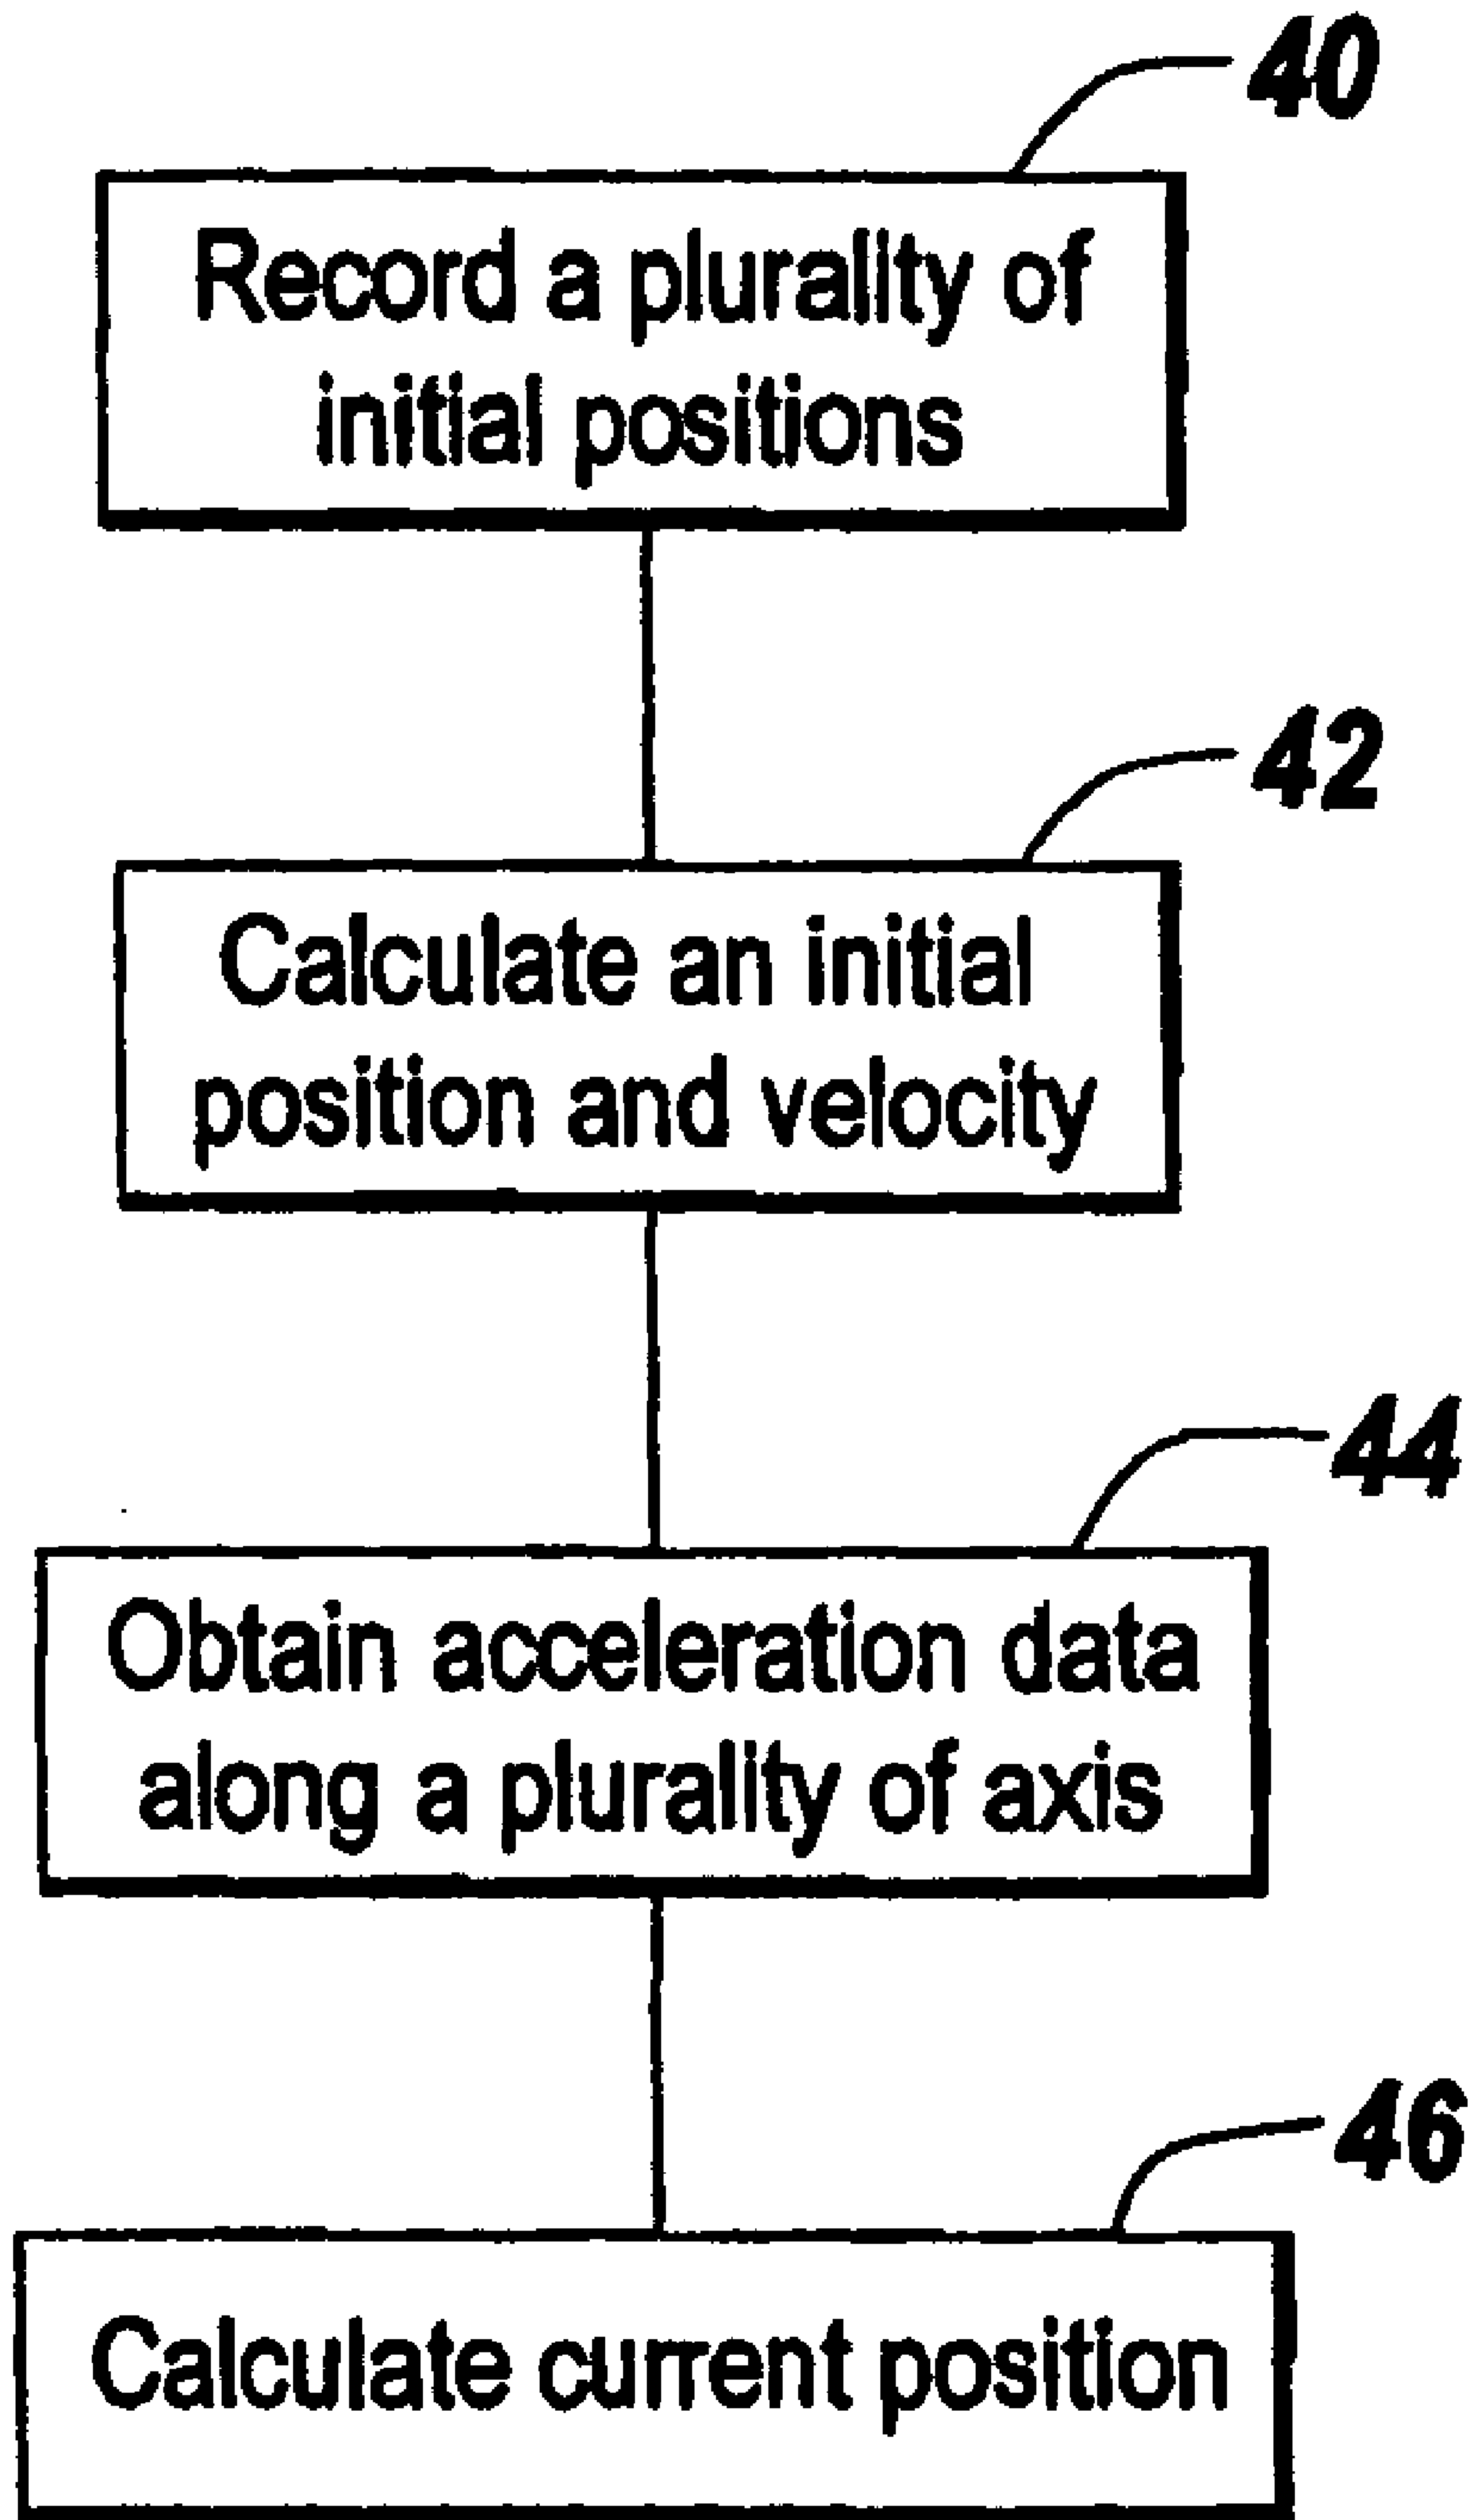 40
Record a plurality of
initial positions
42
Calculate an initial
position and velocity
44
Obtain acceleration data
along a plurality of axis
46
Calculate current position